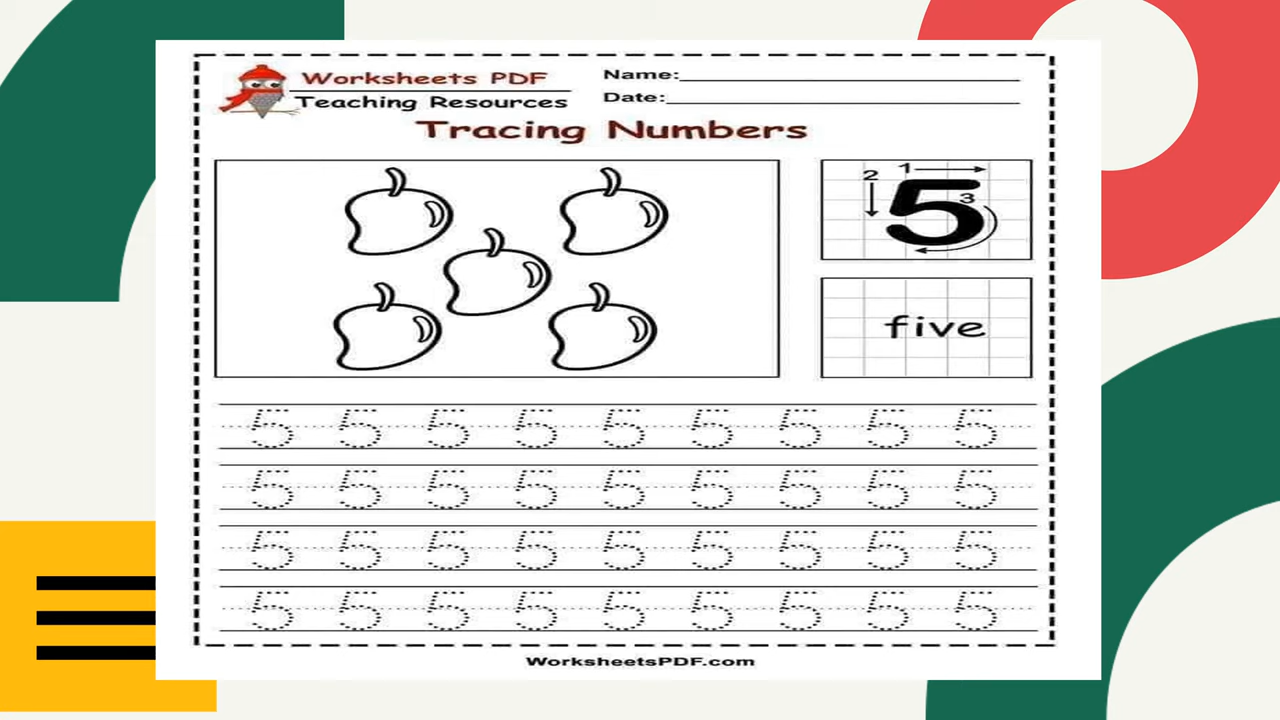 Worksheets PDF
Teaching Resources
Name:
Date:
Tracing Numbers
1
2
3
5
five
5 5 5 5 5 5 5 5 5
5 5 5 5 5 5 5 5 5
5 5 5 5 5 5 5 5 5
5 5 5 5 5 5 5 5 5
WorksheetsPDF.com